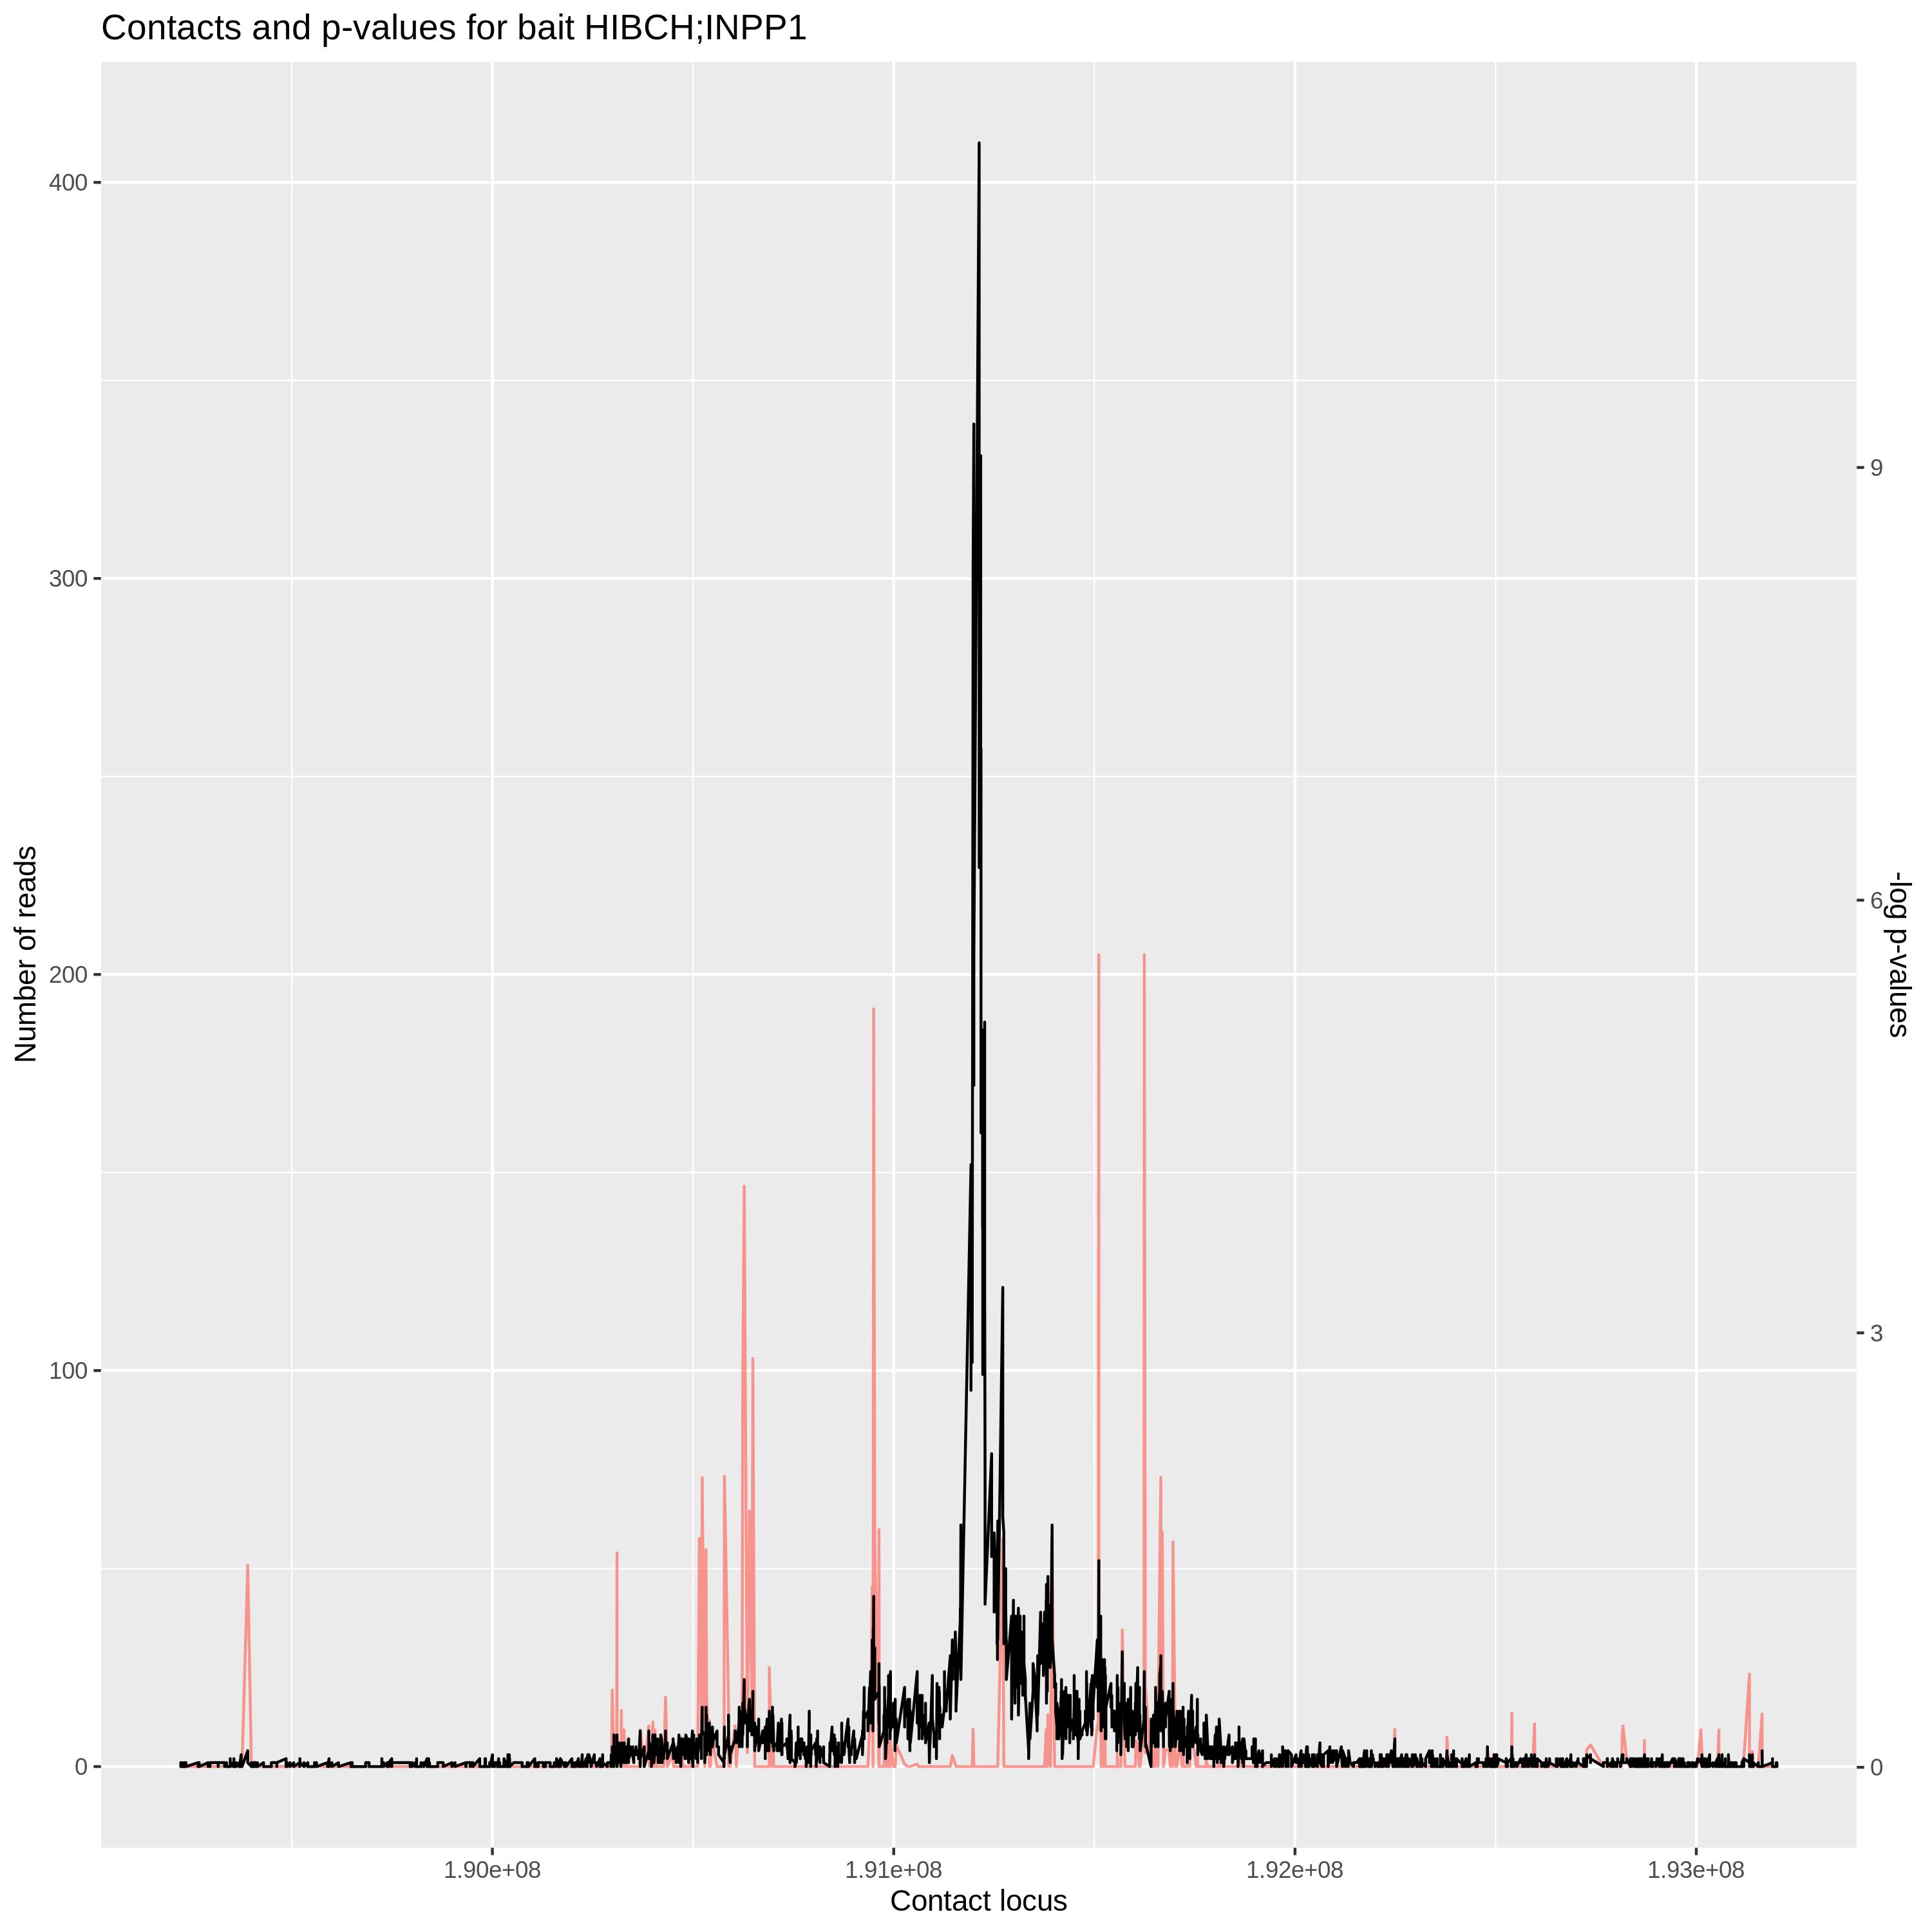 Contacts and p-values for bait HIBCH;INPP1
400
300
200
100
0
Number of reads
9
6
3
0
-log p-values
1.90e+08
1.91e+08
1.92e+08
1.93e+08
Contact locus